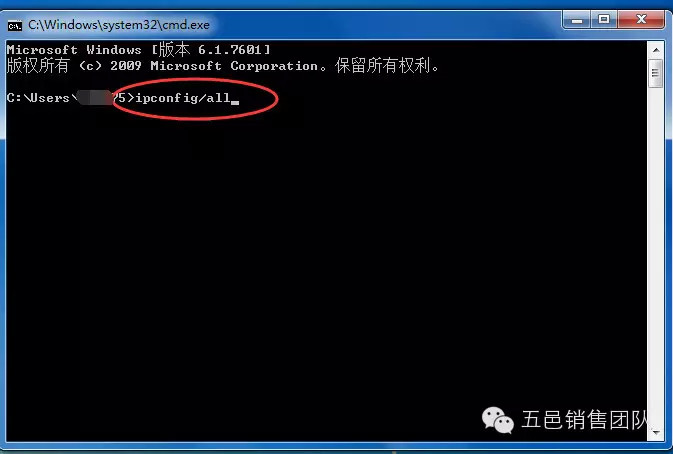 C:\Windows\system32\cmd.exe
Microsoft Windows [版本 6.1.7601]
版权所有 (c) 2009 Microsoft Corporation。保留所有权利。
C:\Users\ 75>ipconfig/all
五邑销售团队